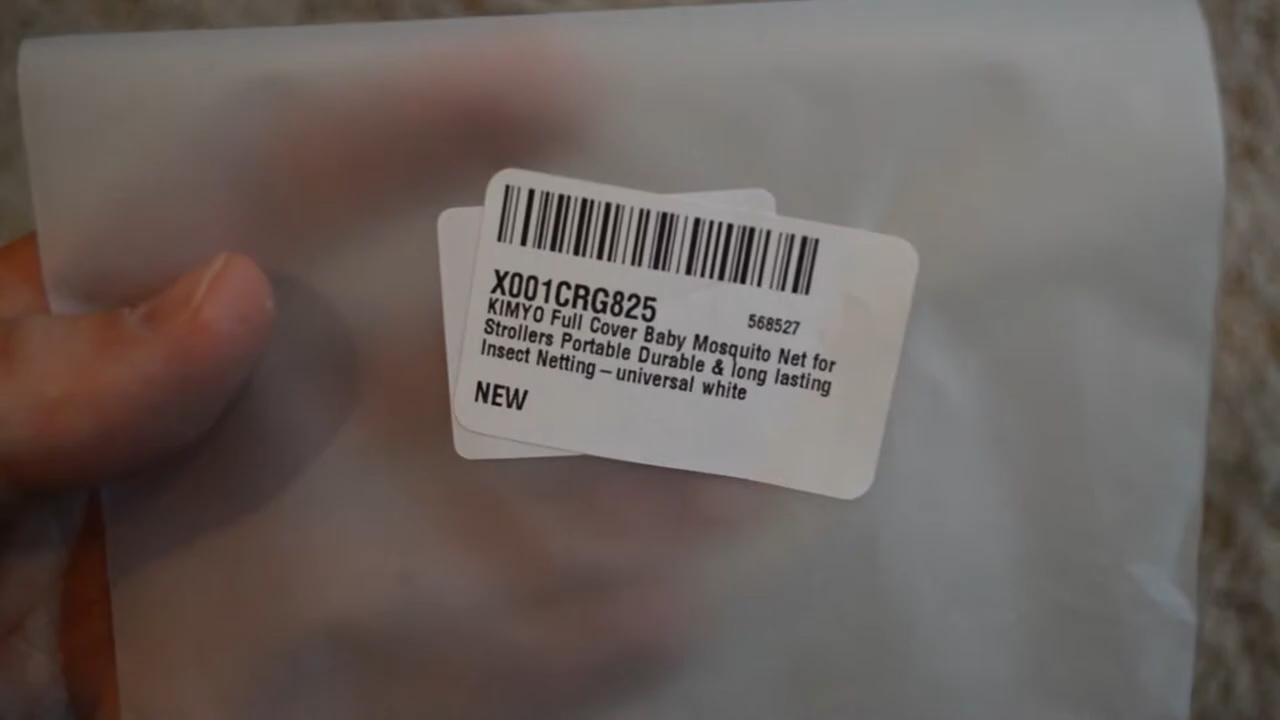 X001CRG825
568527
KIMYO Full Cover Baby Mosquito Net for
Strollers Portable Durable & long lasting
Insect Netting – universal white
NEW